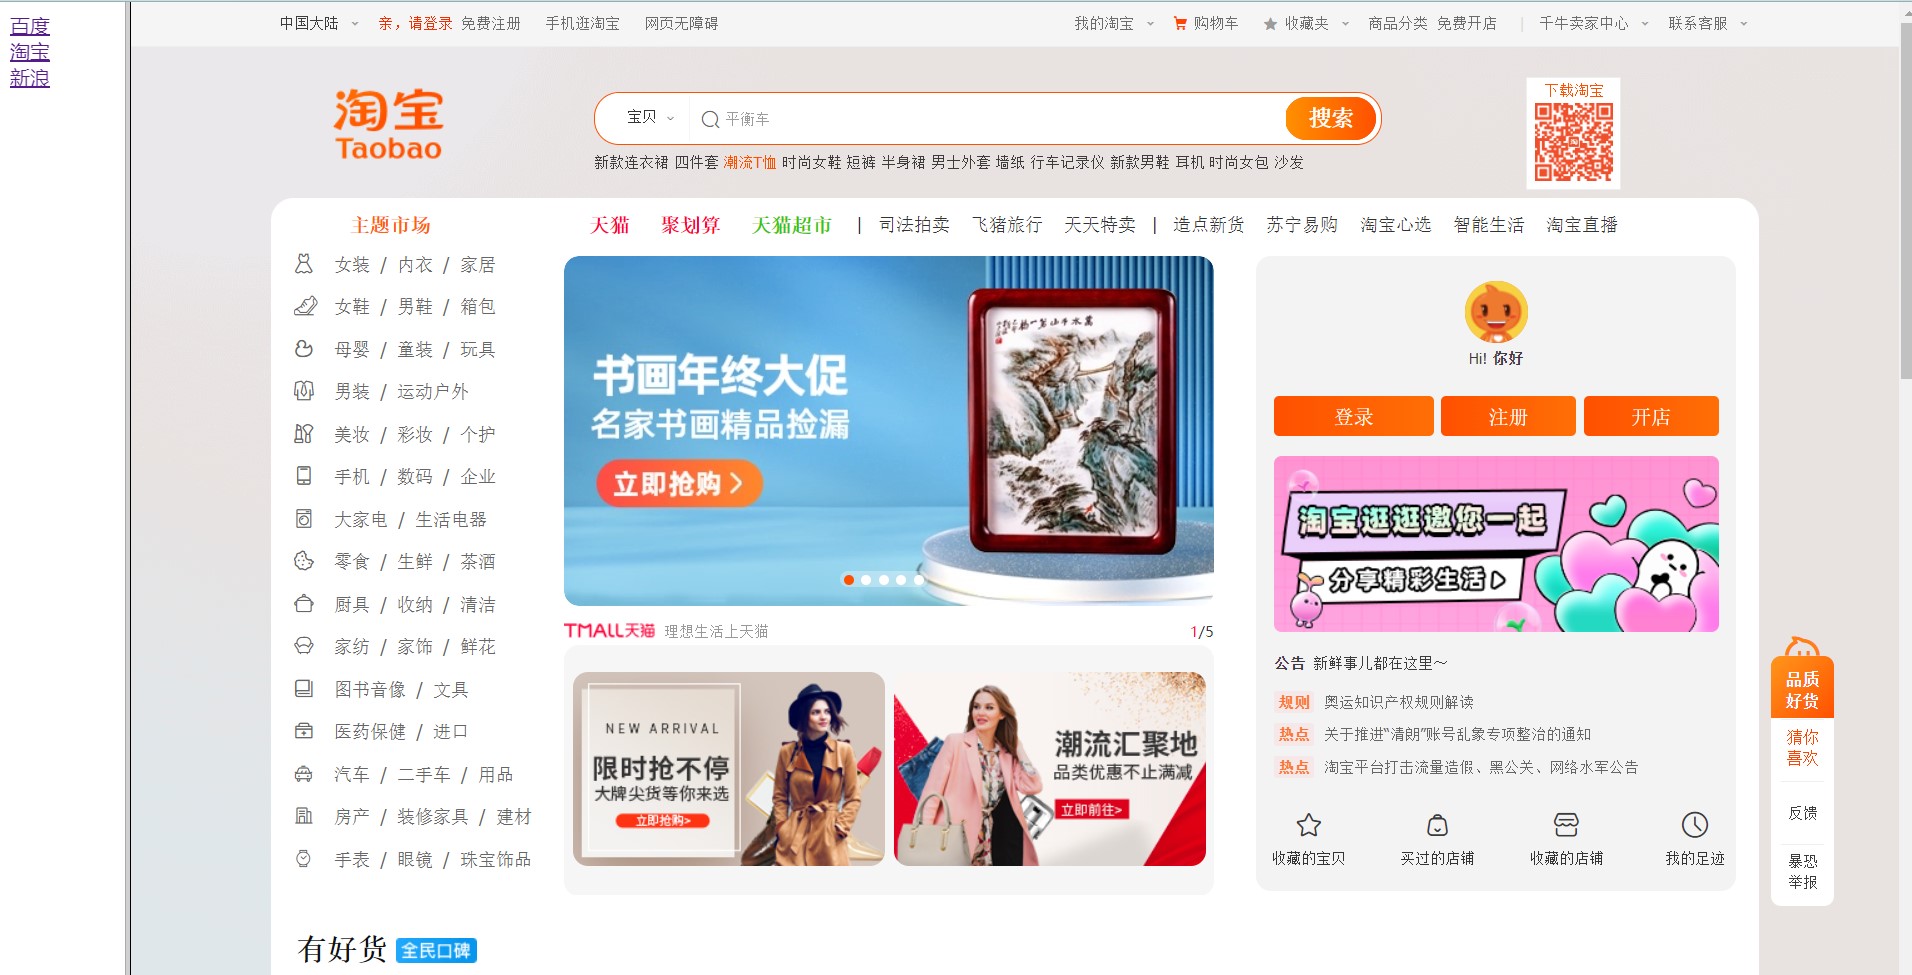 百度
淘宝
新浪
中国大陆 亲，请登录 免费注册 手机逛淘宝 网页无障碍 我的淘宝 购物车 收藏夹 商品分类 免费开店 千牛卖家中心 联系客服
淘宝
Taobao
宝贝 平衡车 搜索
下载淘宝
新款连衣裙 四件套 潮流T恤 时尚女鞋 短裤 半身裙 男士外套 墙纸 行车记录仪 新款男鞋 耳机 时尚女包 沙发
主题市场 天猫 聚划算 天猫超市 | 司法拍卖 飞猪旅行 天天特卖 | 造点新货 苏宁易购 淘宝心选 智能生活 淘宝直播
女装 / 内衣 / 家居
女鞋 / 男鞋 / 箱包
母婴 / 童装 / 玩具
男装 / 运动户外
美妆 / 彩妆 / 个护
手机 / 数码 / 企业
大家电 / 生活电器
零食 / 生鲜 / 茶酒
厨具 / 收纳 / 清洁
家纺 / 家饰 / 鲜花
图书音像 / 文具
医药保健 / 进口
汽车 / 二手车 / 用品
房产 / 装修家具 / 建材
手表 / 眼镜 / 珠宝饰品
书画年终大促
名家书画精品捡漏
立即抢购
TMALL天猫 理想生活上天猫 1/5
NEW ARRIVAL
限时抢不停
大牌尖货等你来选
立即抢购>
潮流汇聚地
品类优惠不止满减
立即前往>
Hi! 你好
登录 注册 开店
淘宝逛逛邀您一起
分享精彩生活
公告 新鲜事儿都在这里～
规则 奥运知识产权规则解读
热点 关于推进“清朗”账号乱象专项整治的通知
热点 淘宝平台打击流量造假、黑公关、网络水军公告
收藏的宝贝 买过的店铺 收藏的店铺 我的足迹
品质
好货
猜你
喜欢
反馈
暴恐
举报
有好货 全民口碑